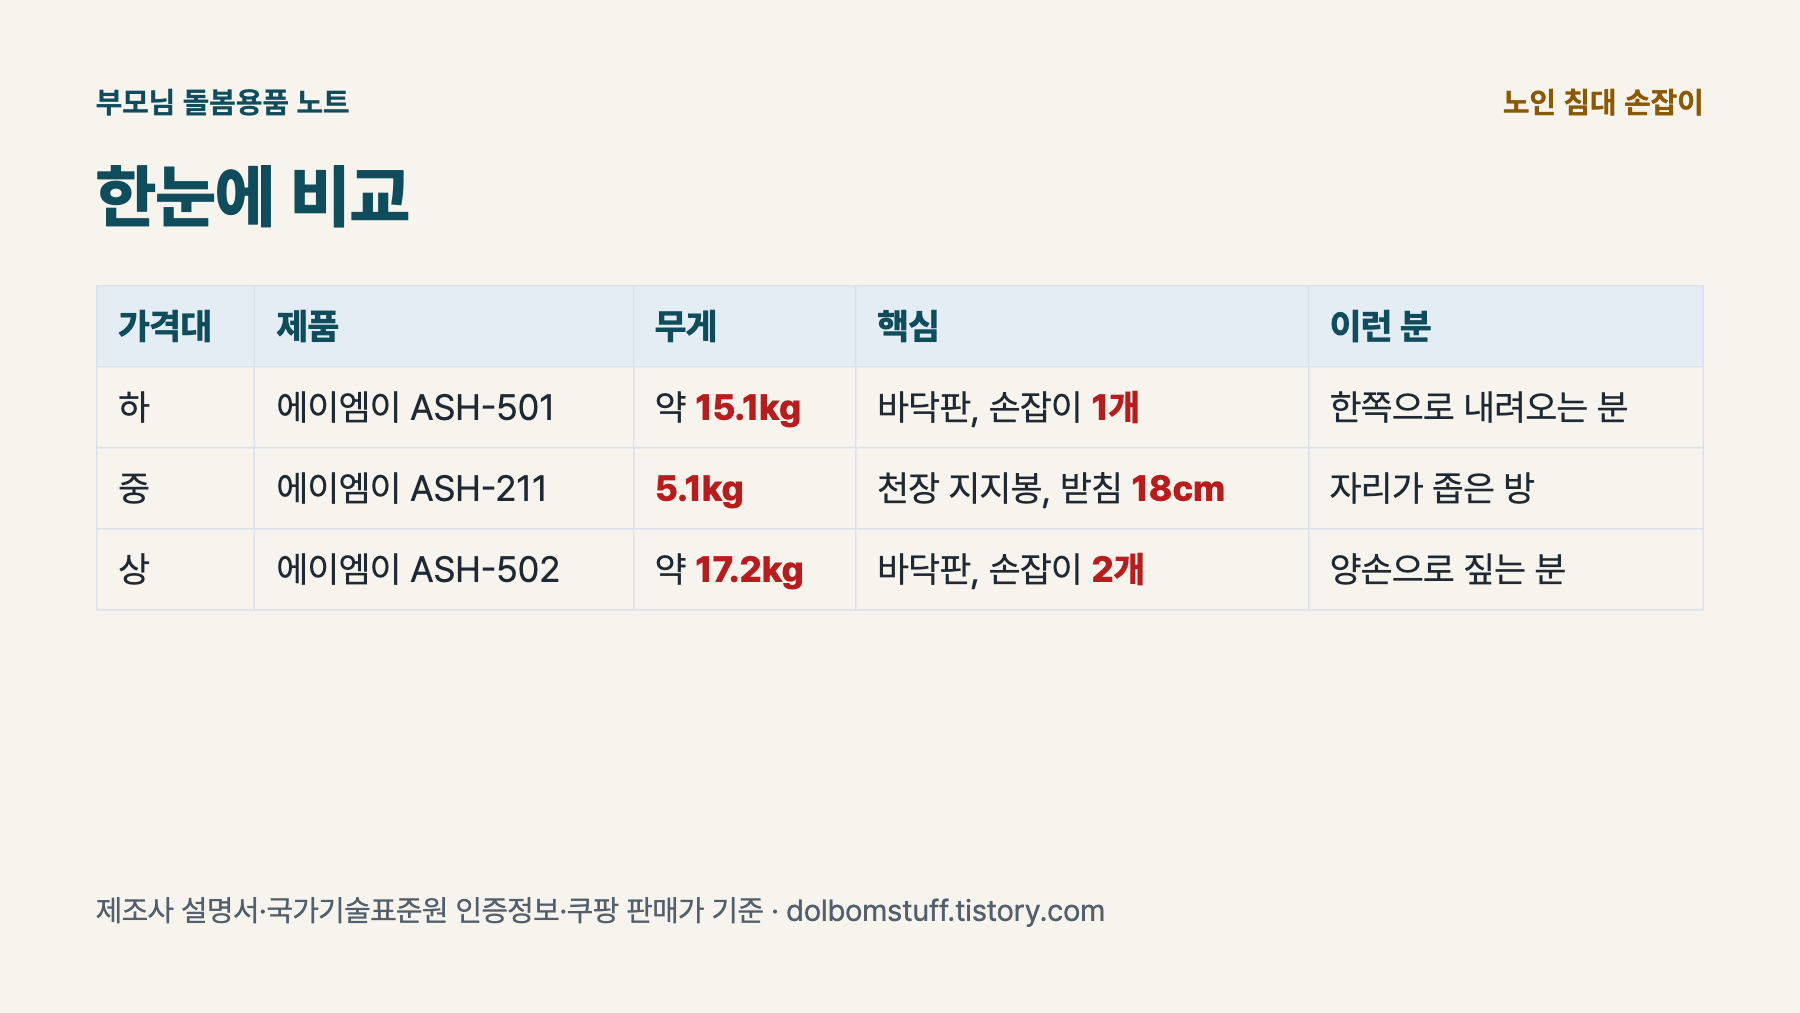 부모님 돌봄용품 노트
노인 침대 손잡이
한눈에 비교
가격대 제품 무게 핵심 이런 분
하 에이엠이 ASH-501 약 15.1kg 바닥판, 손잡이 1개 한쪽으로 내려오는 분
중 에이엠이 ASH-211 5.1kg 천장 지지봉, 받침 18cm 자리가 좁은 방
상 에이엠이 ASH-502 약 17.2kg 바닥판, 손잡이 2개 양손으로 짚는 분
제조사 설명서·국가기술표준원 인증정보·쿠팡 판매가 기준 · dolbomstuff.tistory.com